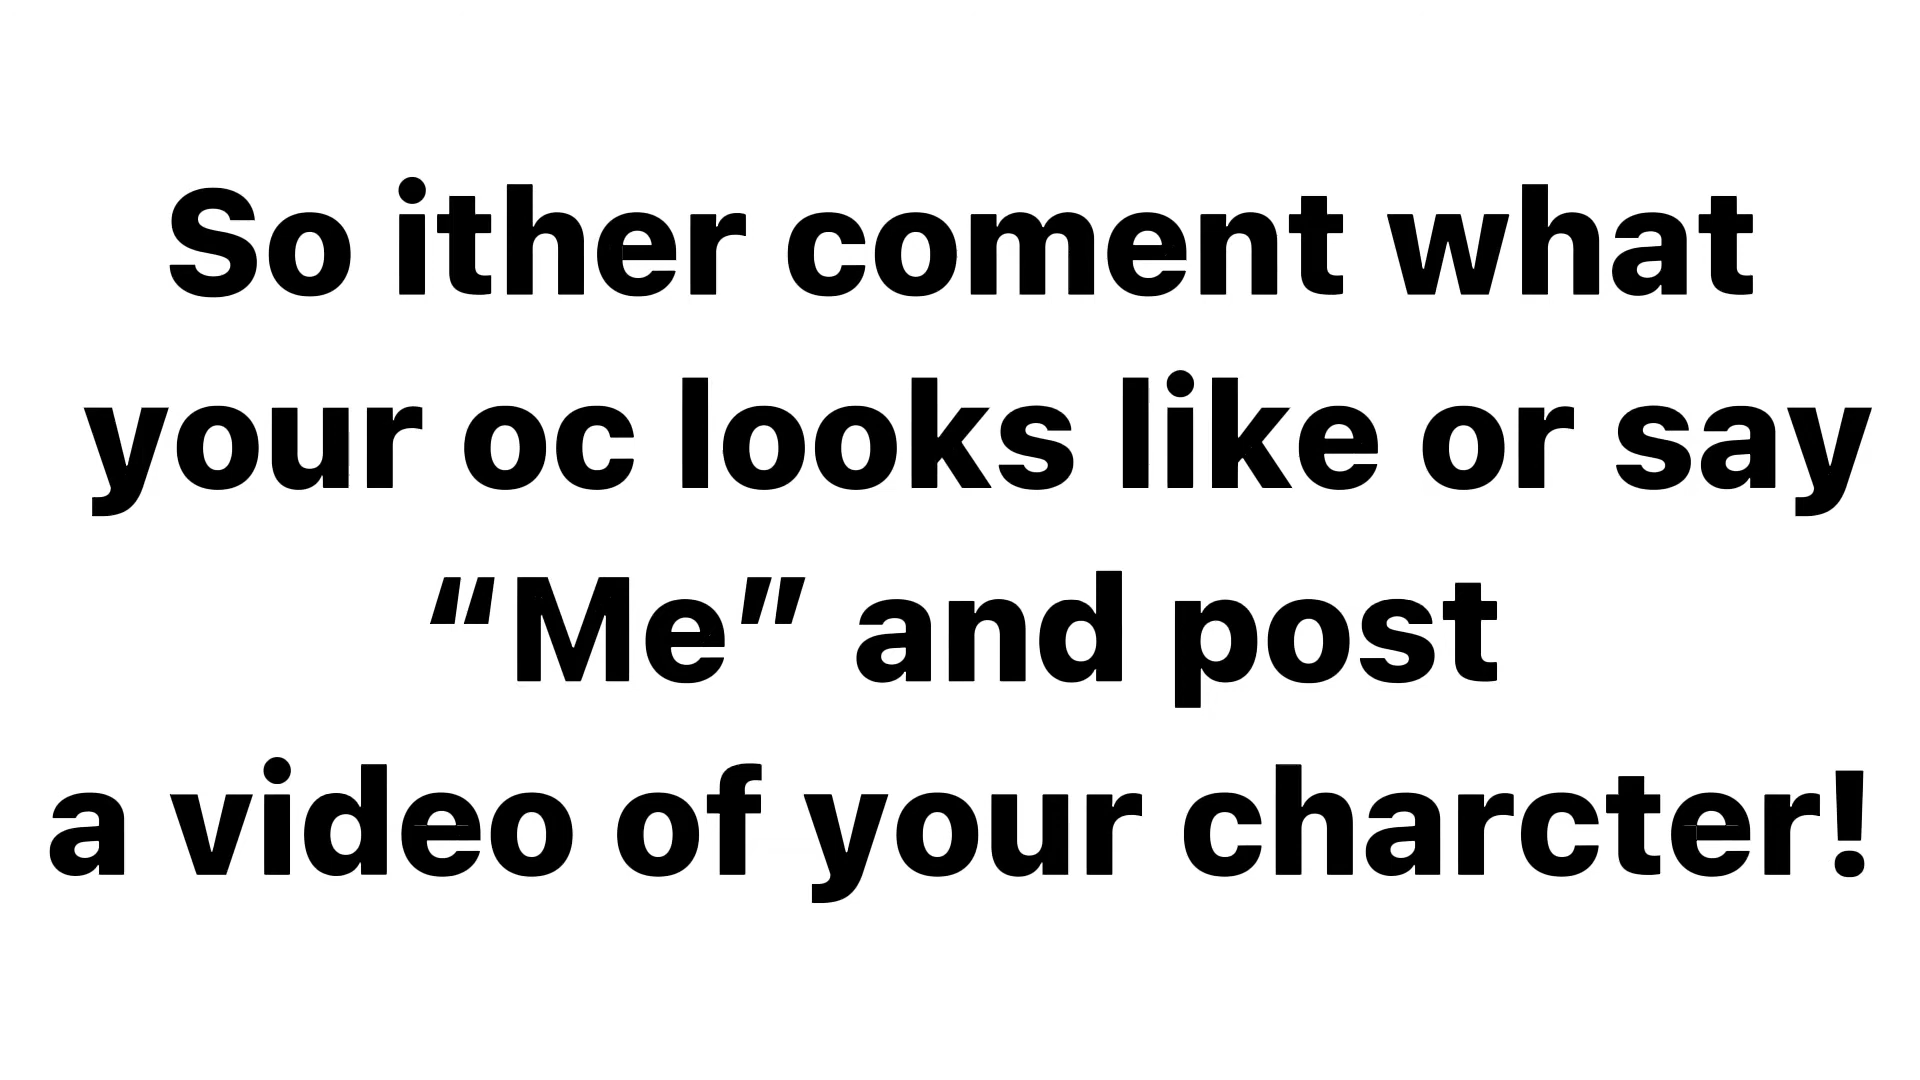 So ither coment what
your oc looks like or say
“Me” and post
a video of your charcter!